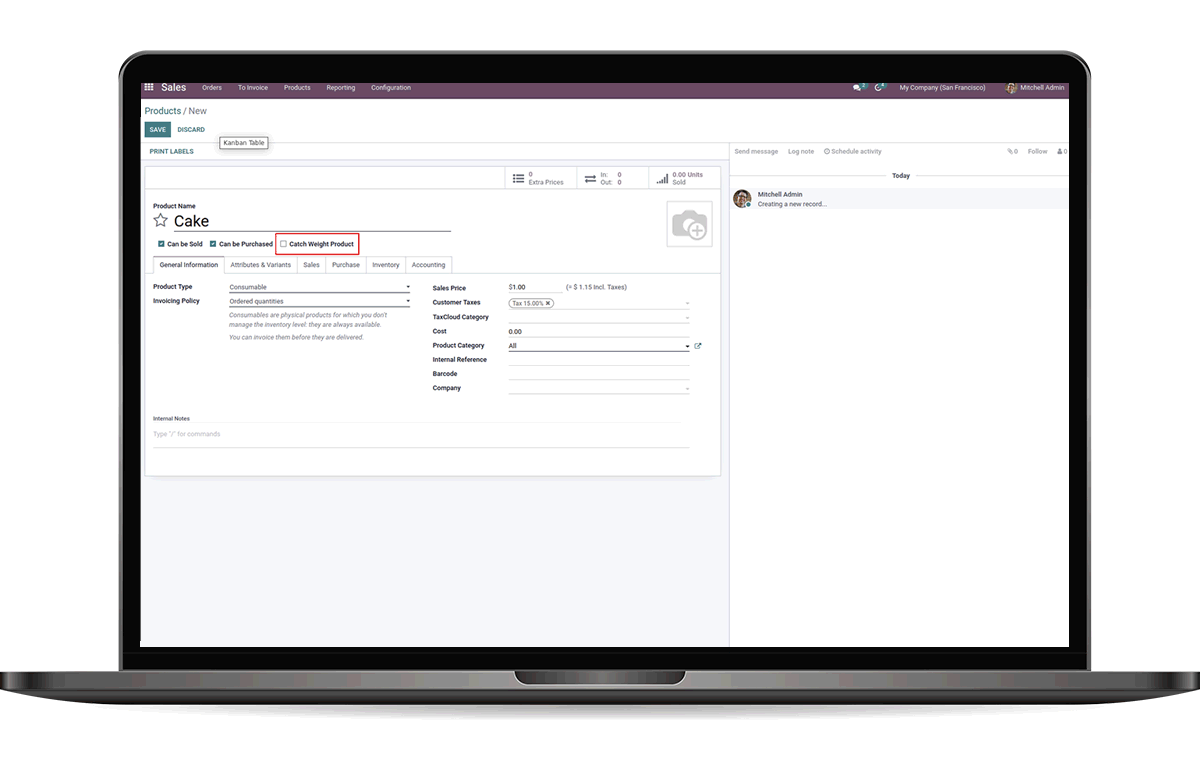 Sales Orders To Invoice Products Reporting Configuration 2 My Company (San Francisco) Mitchell Admin
Products / New
SAVE DISCARD
Kanban Table
PRINT LABELS
Send message Log note Schedule activity 0 Follow 0
0 Extra Prices
In: 0
Out: 0
0.00 Units Sold
Today
Mitchell Admin
Creating a new record...
Product Name
Cake
Can be Sold Can be Purchased Catch Weight Product
General Information Attributes & Variants Sales Purchase Inventory Accounting
Product Type Consumable
Invoicing Policy Ordered quantities
Consumables are physical products for which you don't
manage the inventory level: they are always available.
You can invoice them before they are delivered.
Sales Price $1.00 (= $ 1.15 Incl. Taxes)
Customer Taxes Tax 15.00% ✖
TaxCloud Category
Cost 0.00
Product Category All
Internal Reference
Barcode
Company
Internal Notes
Type "/" for commands